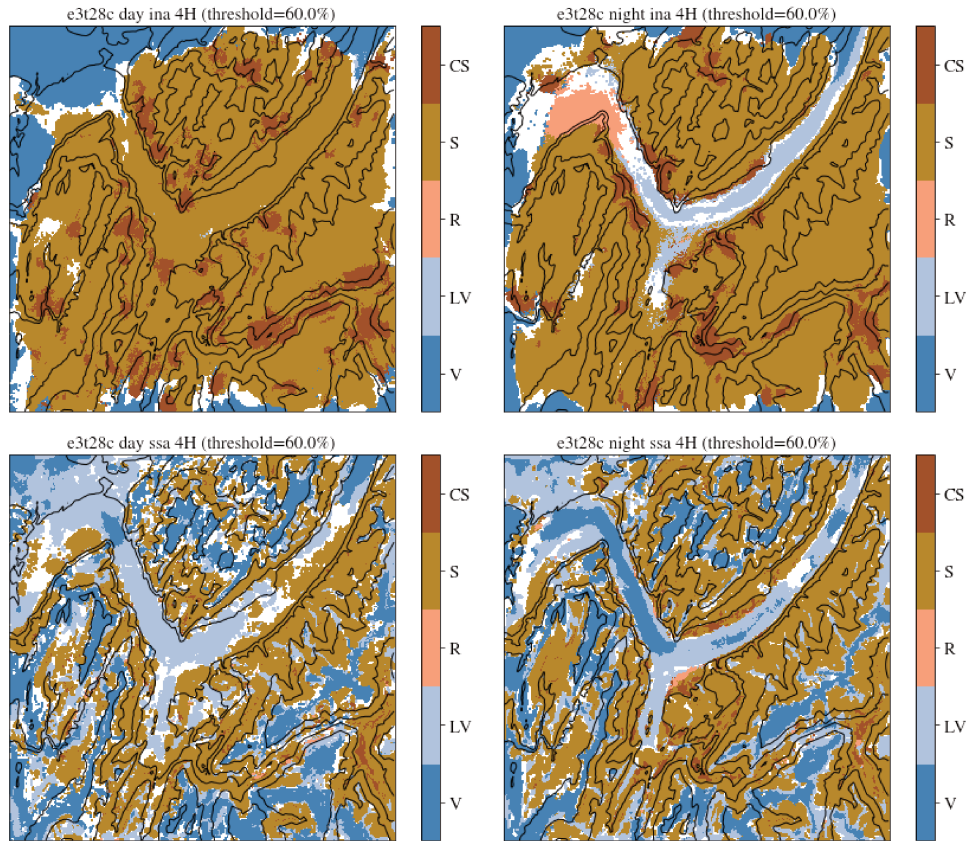 e3t28c day ina 4H (threshold=60.0%)
CS
S
R
LV
V
e3t28c night ina 4H (threshold=60.0%)
CS
S
R
LV
V
e3t28c day ssa 4H (threshold=60.0%)
CS
S
R
LV
V
e3t28c night ssa 4H (threshold=60.0%)
CS
S
R
LV
V